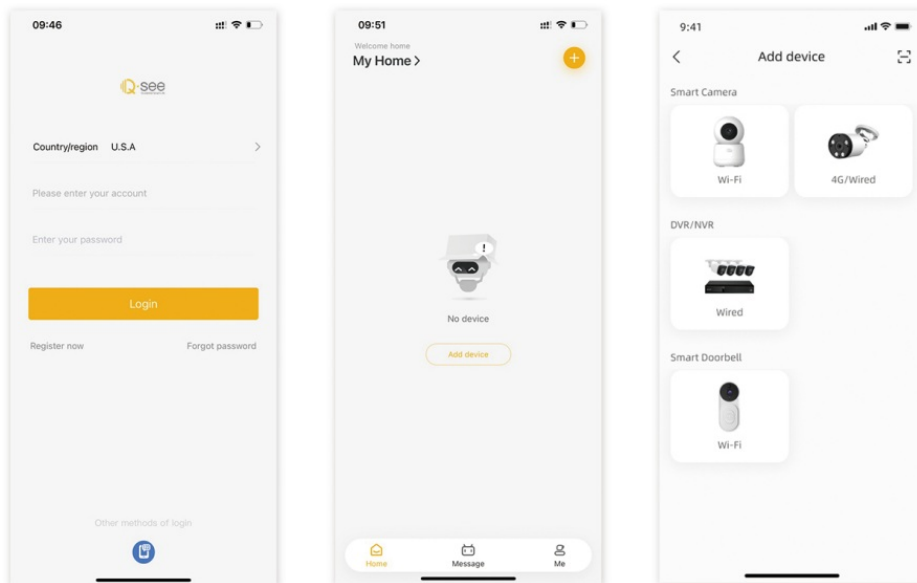 09:46
Q-see
Country/region U.S.A
Please enter your account
Enter your password
Login
Register now Forgot password
Other methods of login
09:51
Welcome home
My Home >
!
No device
Add device
Home Message Me
9:41
Add device
Smart Camera
Wi-Fi 4G/Wired
DVR/NVR
Wired
Smart Doorbell
Wi-Fi